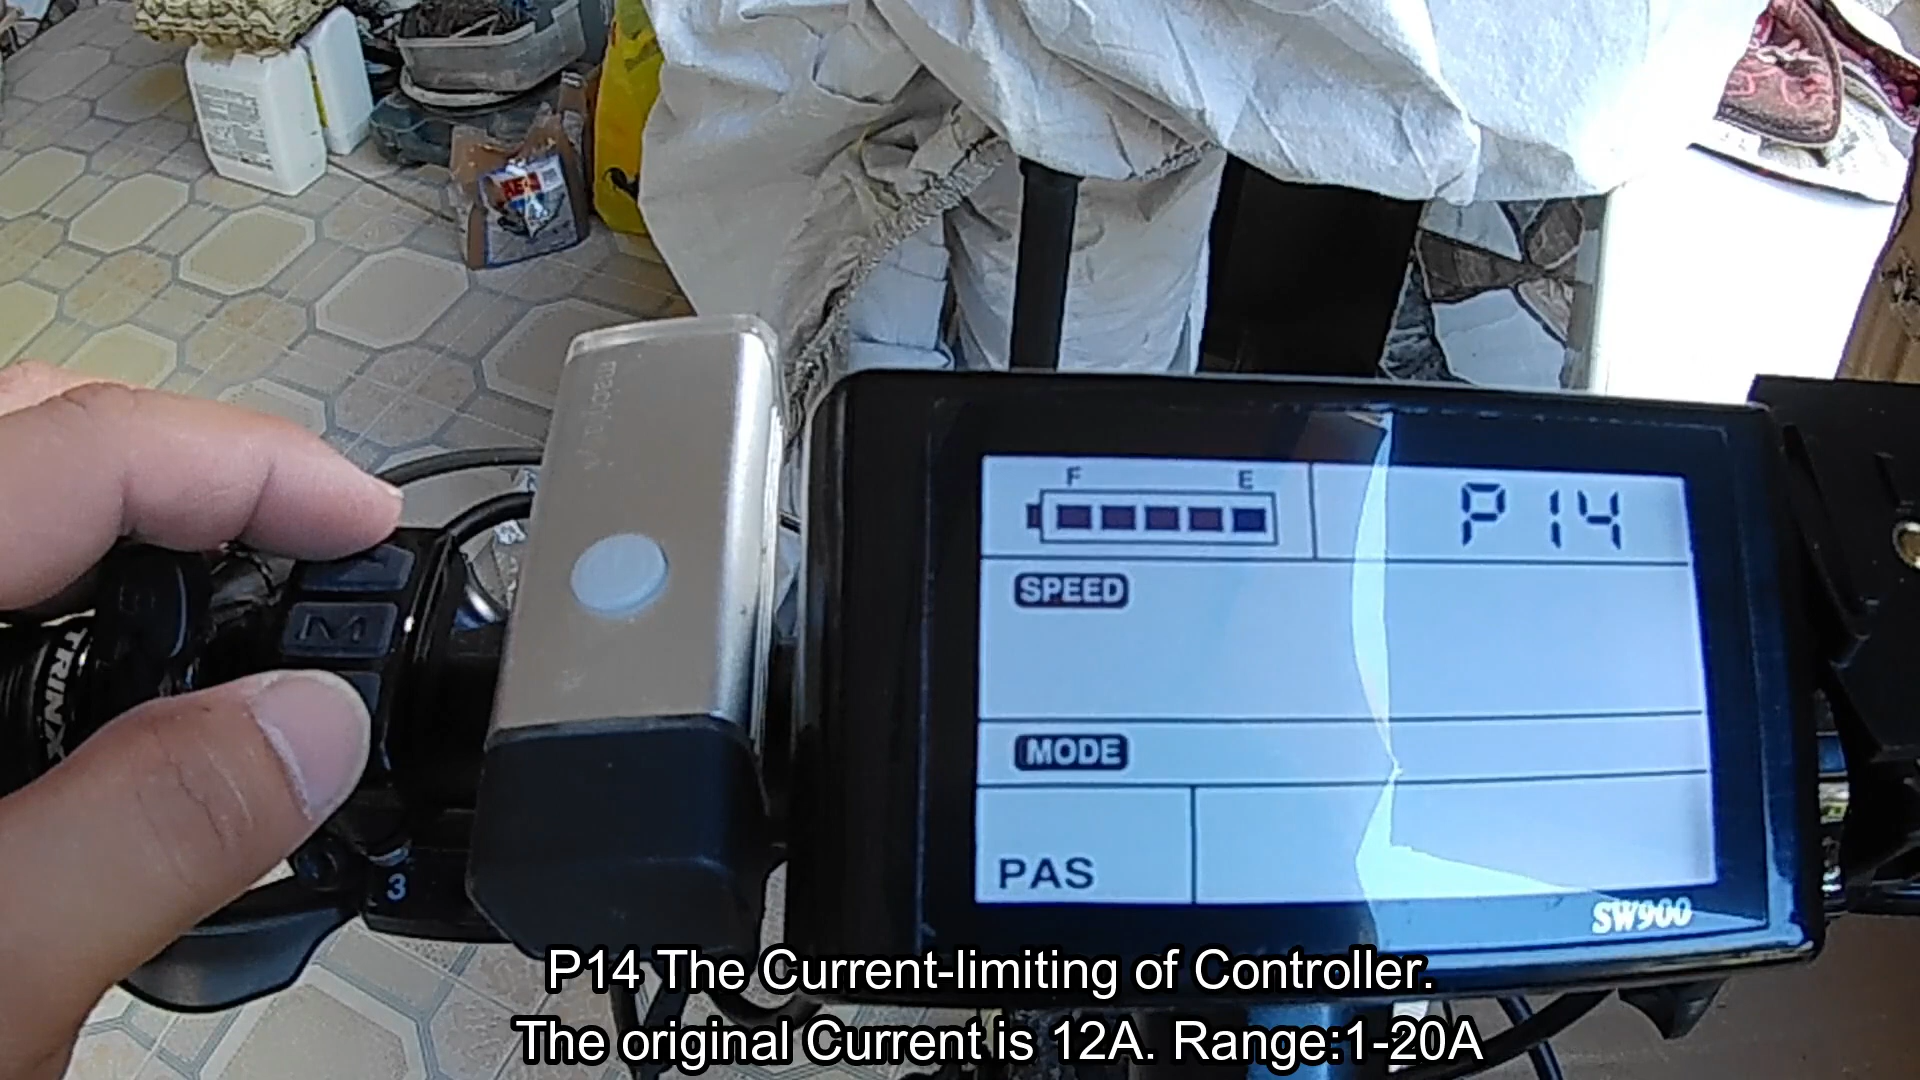 F E
P14
SPEED
MODE
PAS
SW900
M
TRINX
3
P14 The Current-limiting of Controller.
The original Current is 12A. Range:1-20A